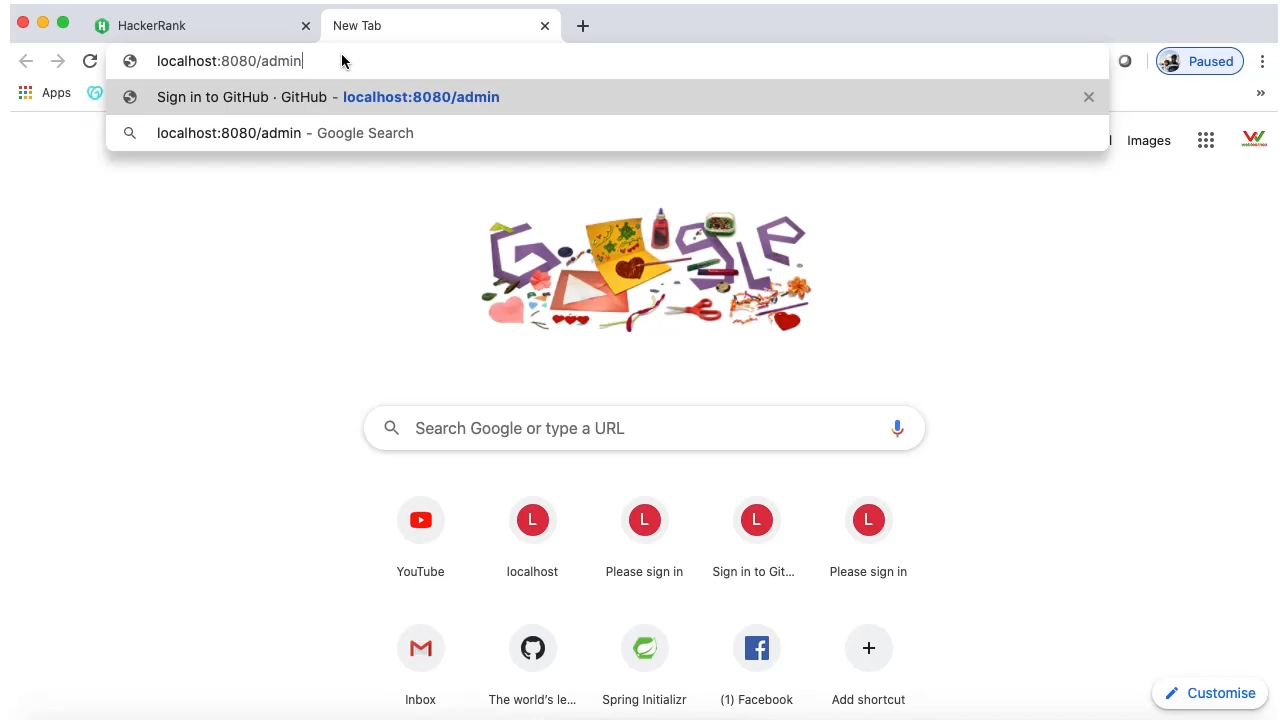 HackerRank
New Tab
localhost:8080/admin
Paused
Apps
Sign in to GitHub · GitHub - localhost:8080/admin
localhost:8080/admin - Google Search
Images
Google
Search Google or type a URL
L
L
L
L
YouTube
localhost
Please sign in
Sign in to Git...
Please sign in
Inbox
The world's le...
Spring Initializr
(1) Facebook
Add shortcut
Customise